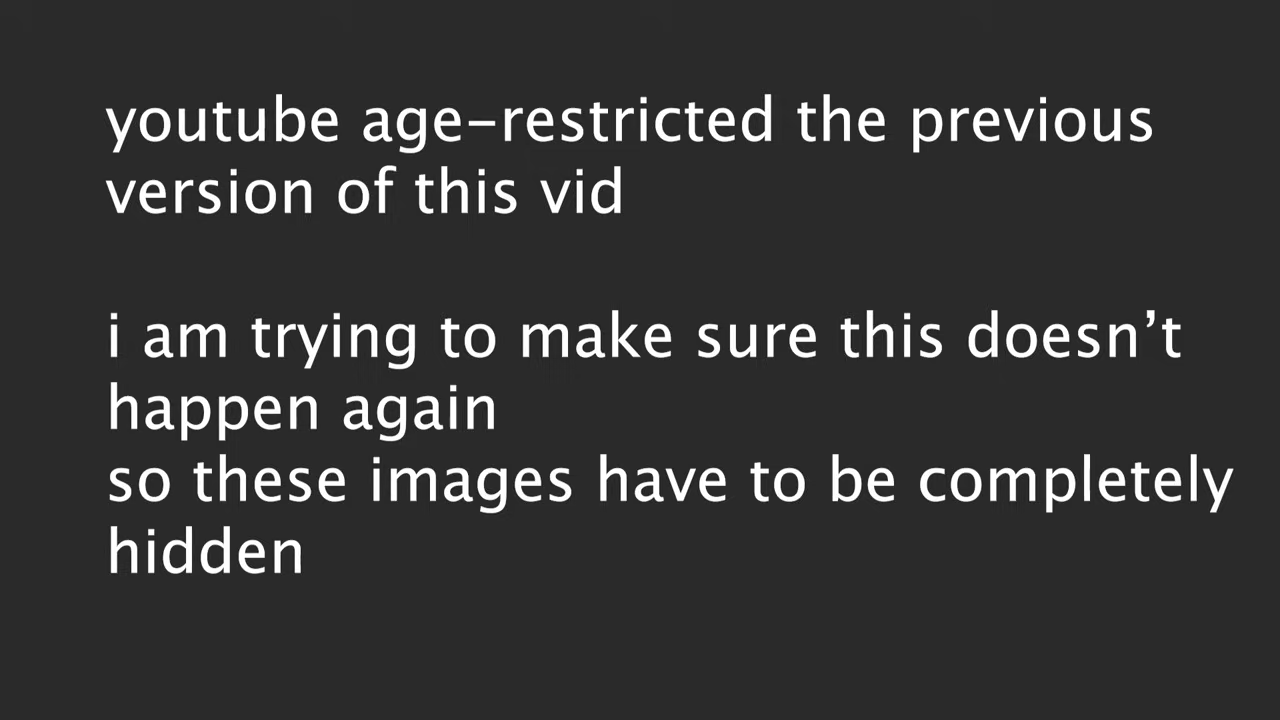 youtube age-restricted the previous
version of this vid
i am trying to make sure this doesn’t
happen again
so these images have to be completely
hidden